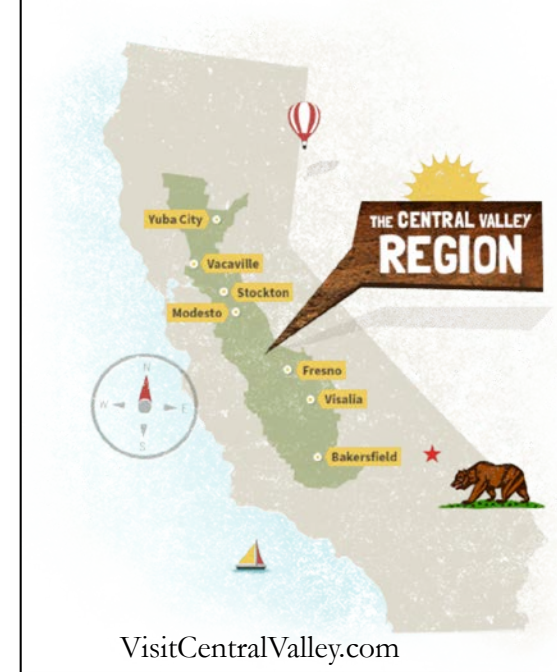 THE CENTRAL VALLEY
REGION
Yuba City
Vacaville
Stockton
Modesto
Fresno
Visalia
Bakersfield
N
W
E
S
VisitCentralValley.com